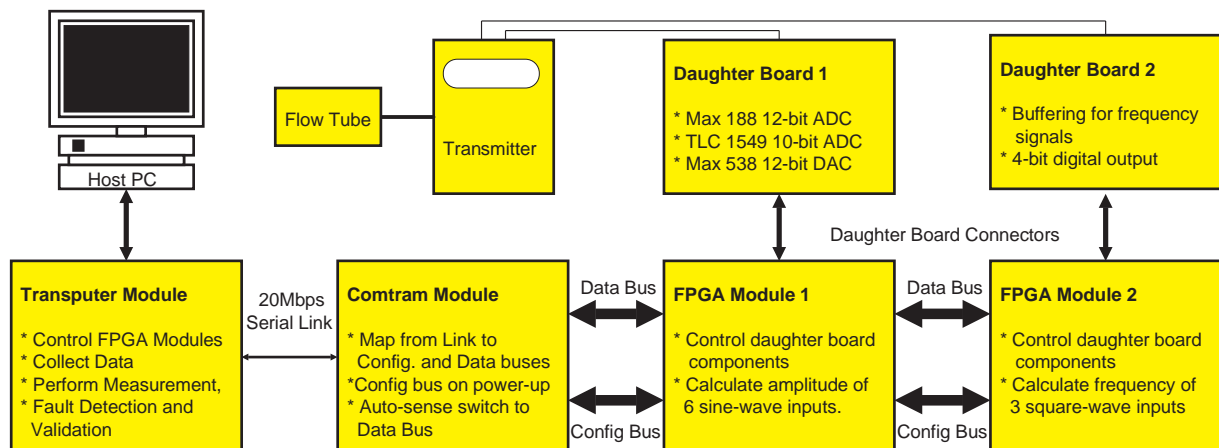 Host PC
Flow Tube
Transmitter
Daughter Board 1
* Max 188 12-bit ADC
* TLC 1549 10-bit ADC
* Max 538 12-bit DAC
Daughter Board 2
* Buffering for frequency
signals
* 4-bit digital output
Daughter Board Connectors
Transputer Module
* Control FPGA Modules
* Collect Data
* Perform Measurement,
* Fault Detection and
Validation
20Mbps
Serial Link
Comtram Module
* Map from Link to
Config. and Data buses
*Config bus on power-up
* Auto-sense switch to
Data Bus
Data Bus
Config Bus
FPGA Module 1
* Control daughter board
components
* Calculate amplitude of
6 sine-wave inputs.
Data Bus
Config Bus
FPGA Module 2
* Control daughter board
components
* Calculate frequency of
3 square-wave inputs